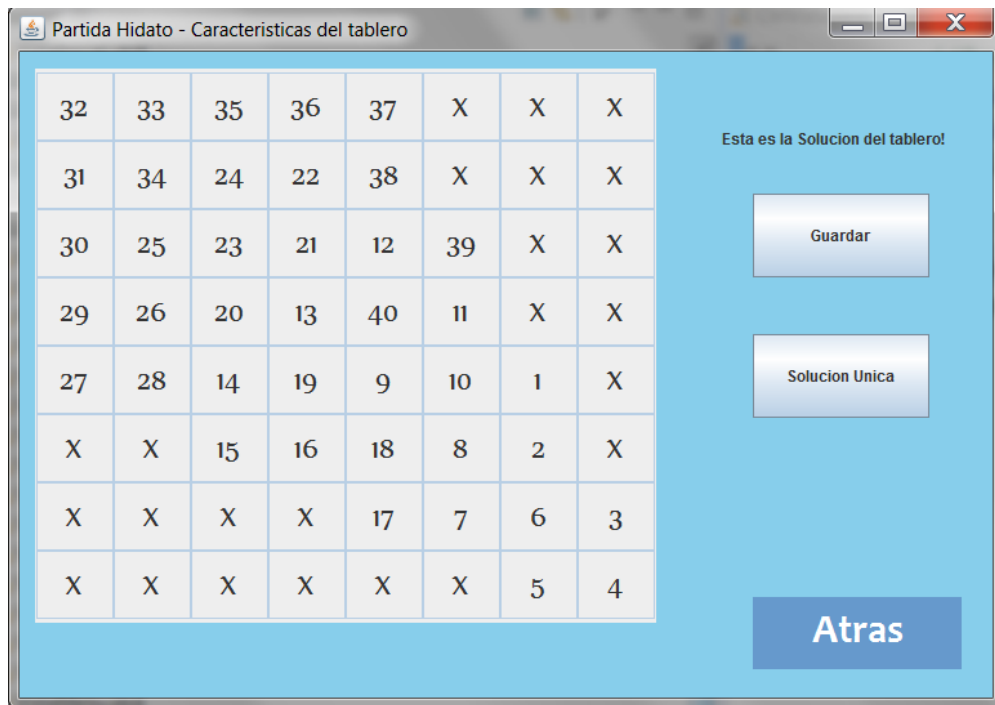 Partida Hidato - Caracteristicas del tablero
32 33 35 36 37 X X X
31 34 24 22 38 X X X
30 25 23 21 12 39 X X
29 26 20 13 40 11 X X
27 28 14 19 9 10 1 X
X X 15 16 18 8 2 X
X X X X 17 7 6 3
X X X X X X 5 4
Esta es la Solucion del tablero!
Guardar
Solucion Unica
Atras